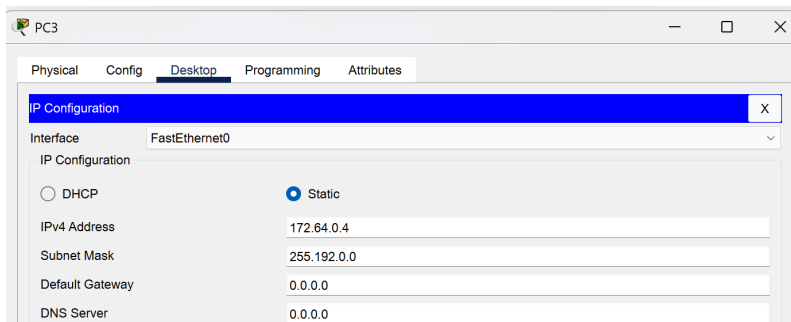 PC3
Physical Config Desktop Programming Attributes
IP Configuration X
Interface FastEthernet0
IP Configuration
DHCP Static
IPv4 Address 172.64.0.4
Subnet Mask 255.192.0.0
Default Gateway 0.0.0.0
DNS Server 0.0.0.0